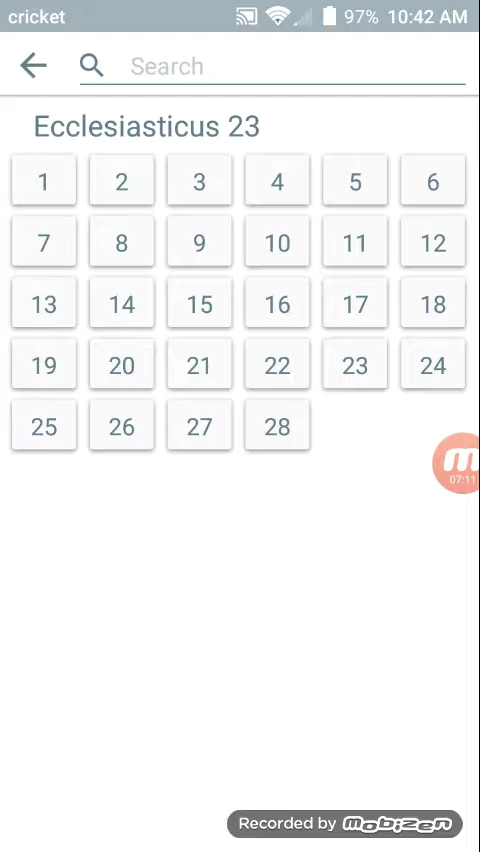 cricket 97% 10:42 AM
Search
Ecclesiasticus 23
1 2 3 4 5 6
7 8 9 10 11 12
13 14 15 16 17 18
19 20 21 22 23 24
25 26 27 28
m
07:11
Recorded by mobizen